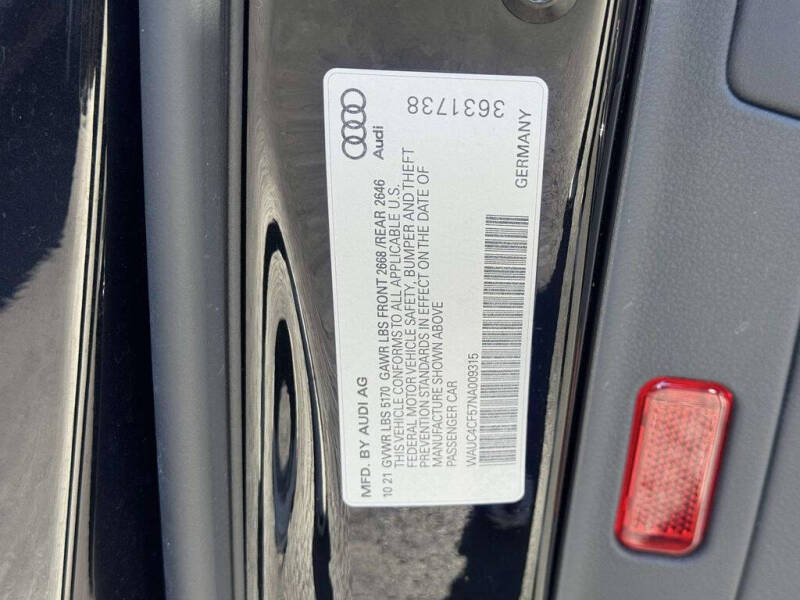 MFD. BY AUDI AG
10 21 GVWR LBS 5170 GAWR LBS FRONT 2668/REAR 2646
THIS VEHICLE CONFORMS TO ALL APPLICABLE U.S.
FEDERAL MOTOR VEHICLE SAFETY, BUMPER AND THEFT
PREVENTION STANDARDS IN EFFECT ON THE DATE OF
MANUFACTURE SHOWN ABOVE
PASSENGER CAR
WAUC4CF57NA009315
GERMANY
Audi
3631738